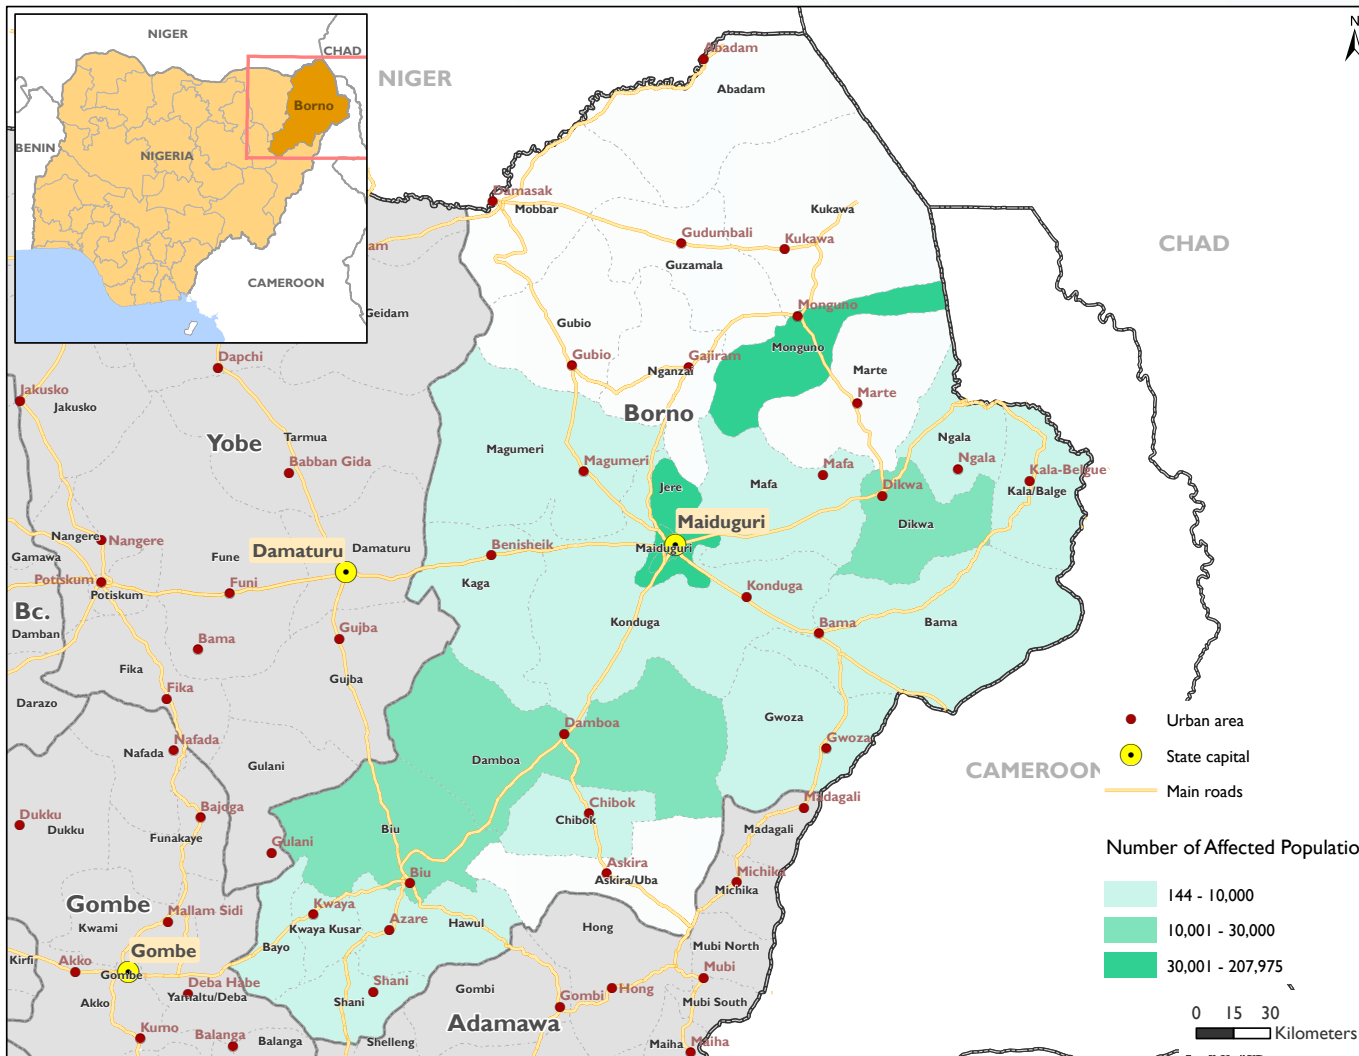 NIGER
CHAD
Borno
BENIN
NIGERIA
CAMEROON
N
NIGER
Abadam
Abadam
Damasak
Mobbar
Kukawa
Gudumbali
Kukawa
Guzamala
CHAD
am
Geidam
Monguno
Gubio
Monguno
Dapchi
Gubio
Gajiram
Nganzai
Marte
Jakusko
Jakusko
Marte
Borno
Yobe
Tarmua
Magumeri
Ngala
Babban Gida
Magumeri
Mafa
Ngala
Kala-Belgue
Jere
Mafa
Dikwa
Kala/Balge
Maiduguri
Dikwa
Nangere
Nangere
Damaturu
Damaturu
Benisheik
Maiduguri
Gamawa
Fune
Potiskum
Funi
Kaga
Konduga
Potiskum
Bc.
Damban
Bama
Gujba
Konduga
Bama
Bama
Fika
Gujba
Fika
Darazo
Gwoza
Urban area
Nafada
Nafada
Damboa
Gwoza
State capital
Gulani
Damboa
CAMEROON
Main roads
Dukku
Dukku
Bajoga
Funakaye
Biu
Chibok
Chibok
Madagali
Madagali
Gulani
Number of Affected Populatio
Biu
Askira
Askira/Uba
Michika
Michika
144 - 10,000
Gombe
Mallam Sidi
Kwaya
Kwaya Kusar
Azare
Hawul
Hong
10,001 - 30,000
Kwami
Gombe
Bayo
Mubi North
Kirfi
Akko
Gombe
30,001 - 207,975
Deba Habe
Yamaltu/Deba
Shani
Shani
Gombi
Gombi
Hong
Mubi
Mubi South
Akko
0 15 30
Kilometers
Kumo
Balanga
Balanga
Shelleng
Adamawa
Maiha
Maiha